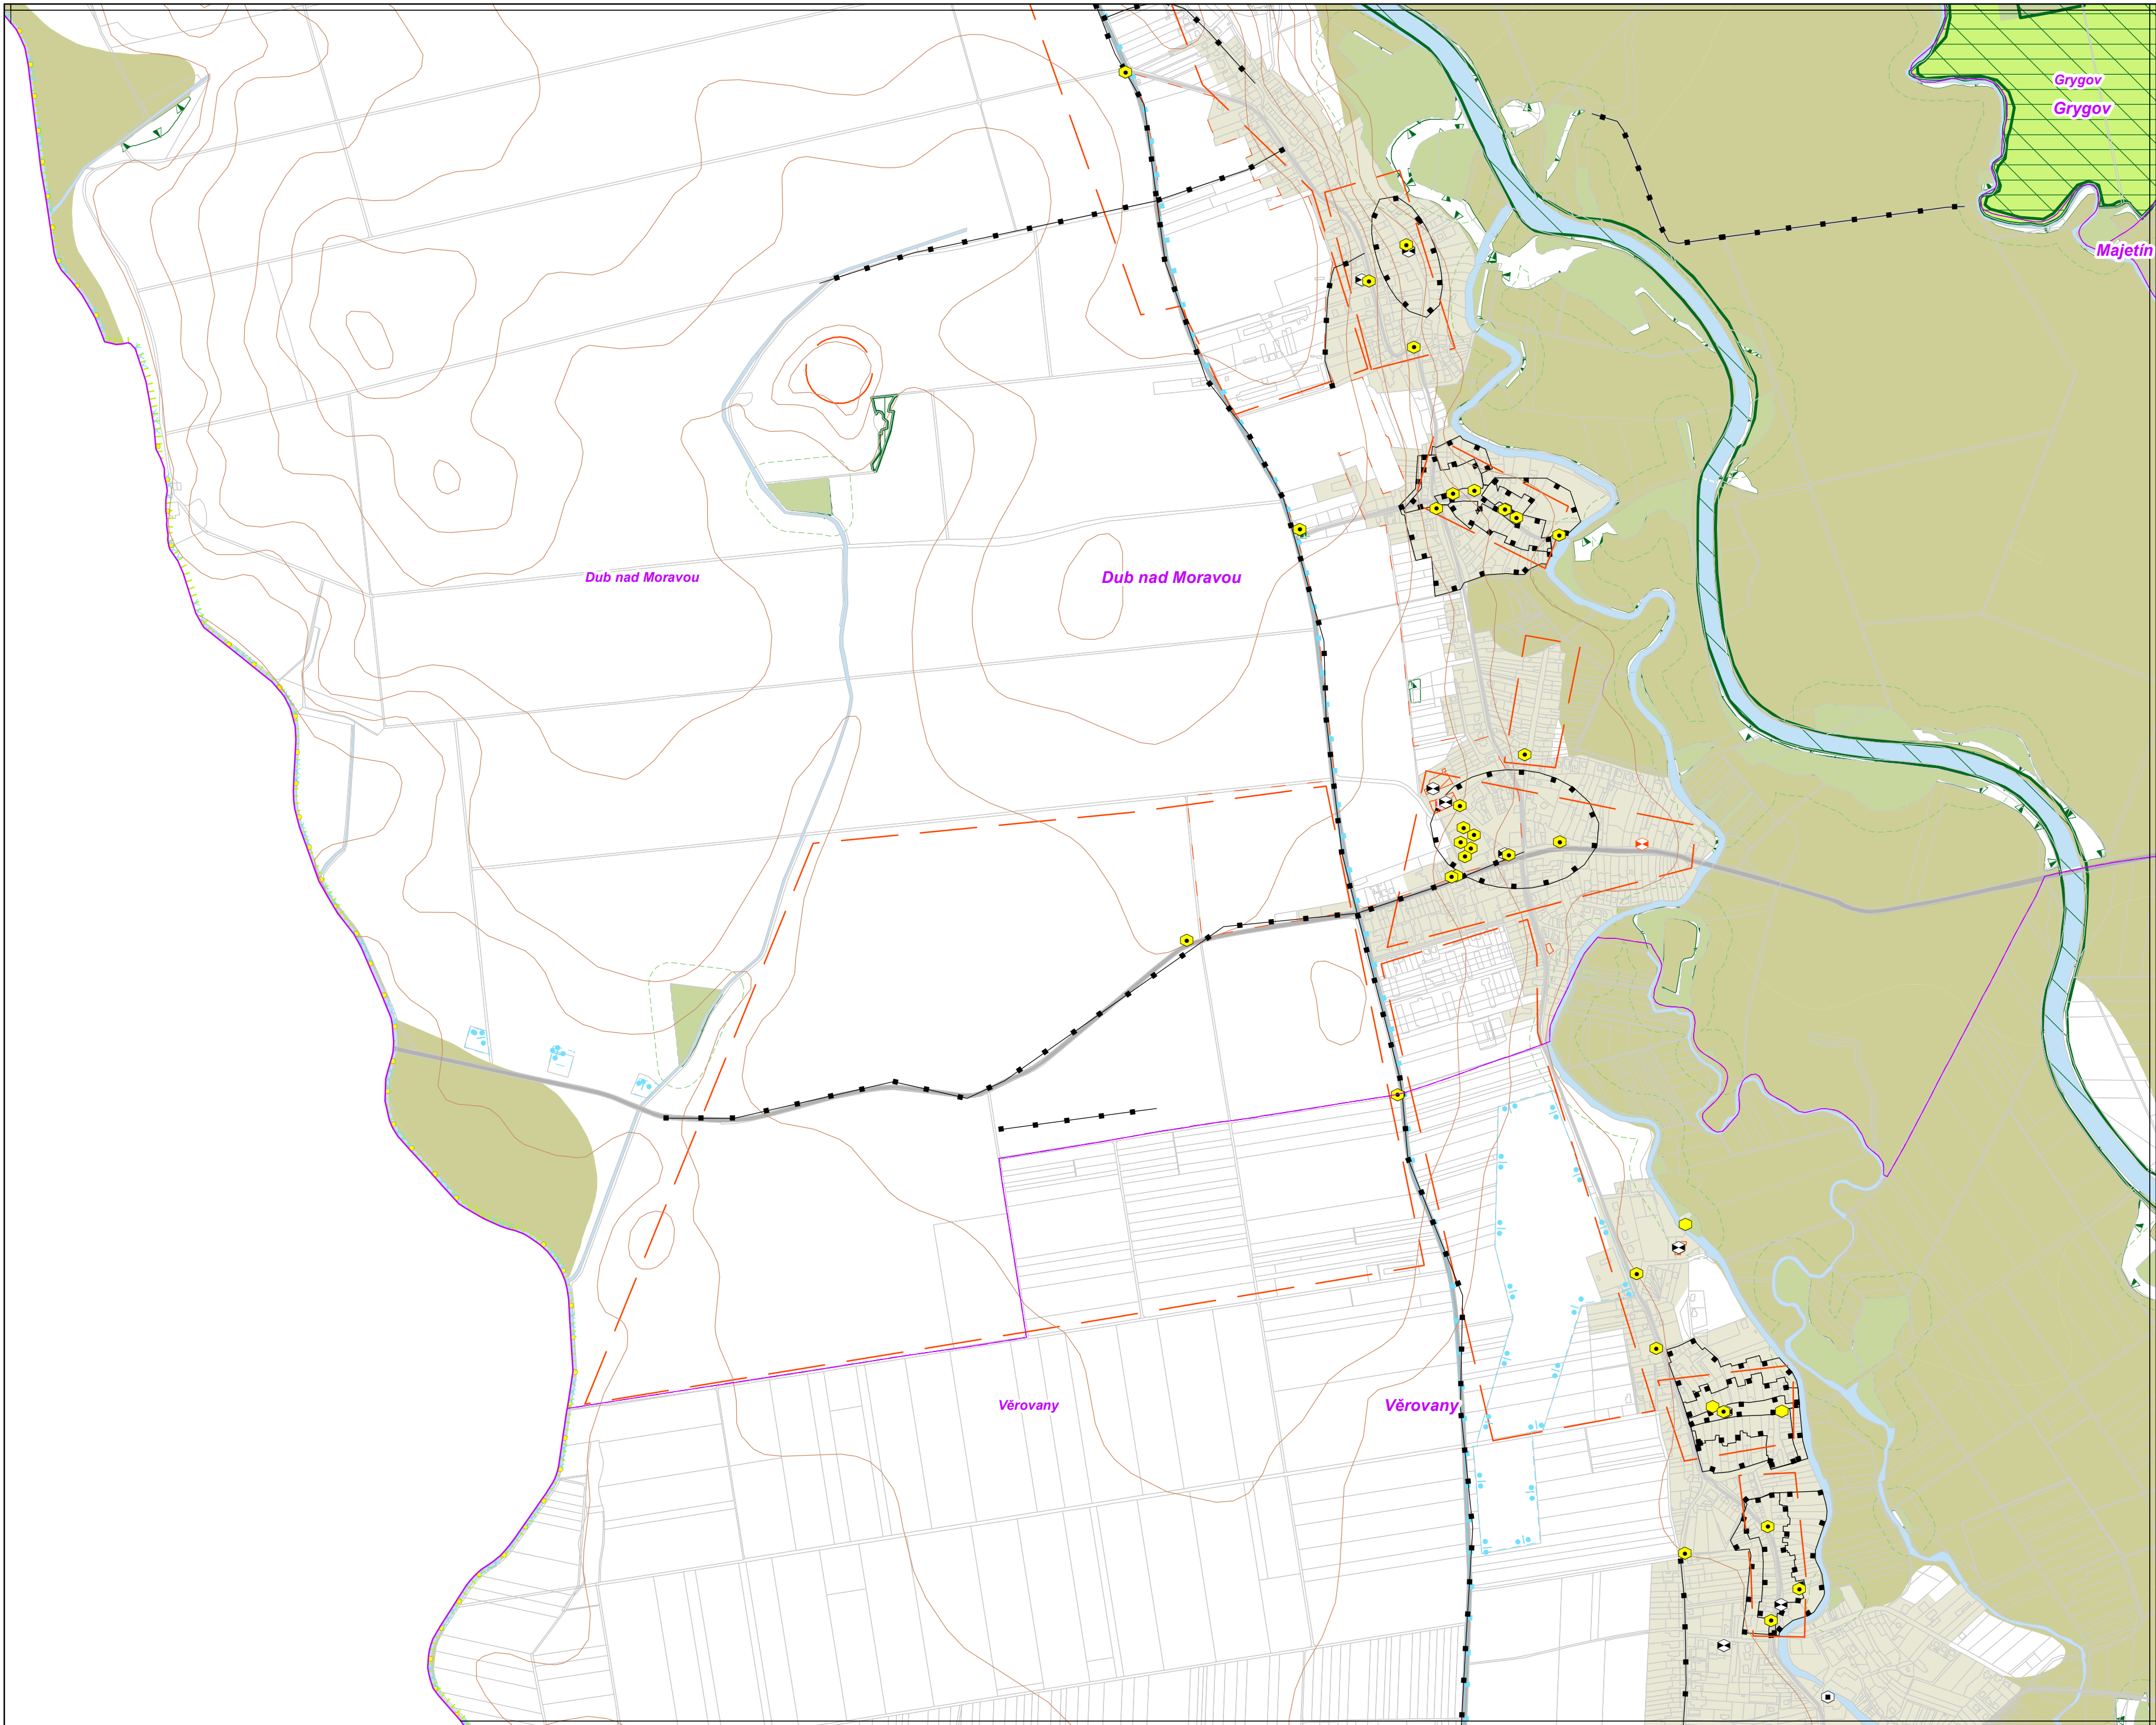 Grygov
Grygov
Majetín
Dub nad Moravou
Dub nad Moravou
Věrovany
Věrovany